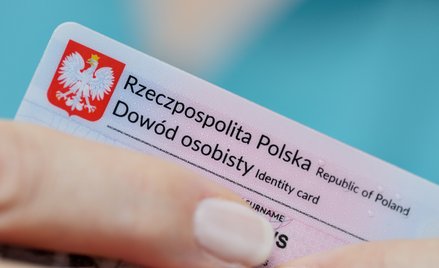 Rzeczpospolita Polska Republic of Poland
Dowód osobisty Identity card
SURNAME